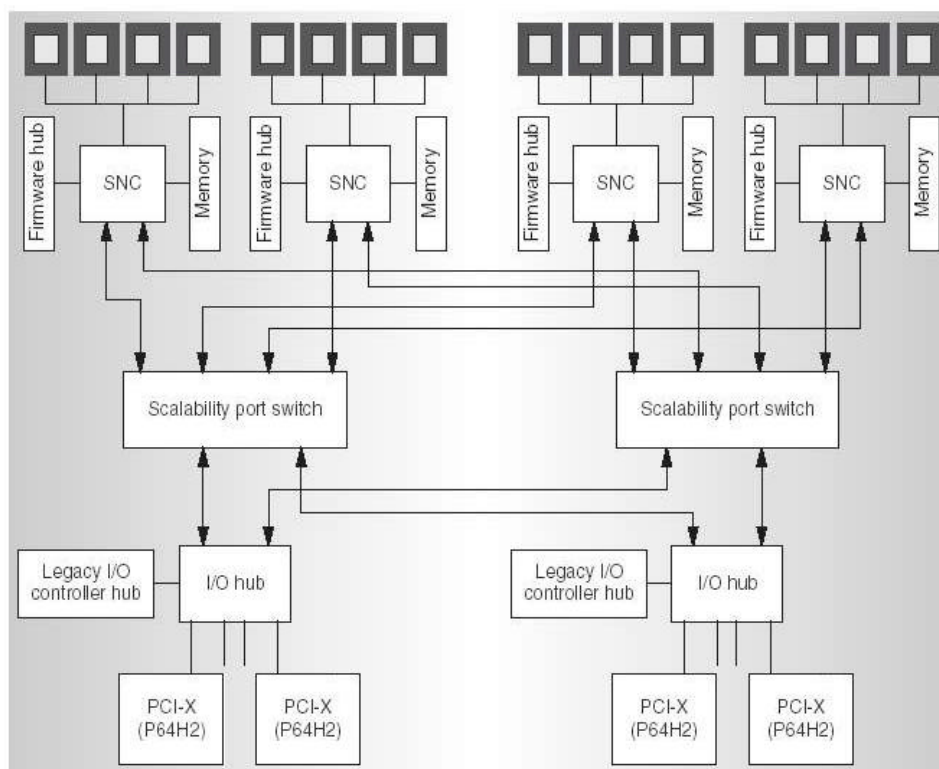 Firmware hub
SNC
Memory
Firmware hub
SNC
Memory
Firmware hub
SNC
Memory
Firmware hub
SNC
Memory
Scalability port switch
Scalability port switch
Legacy I/O
controller hub
I/O hub
Legacy I/O
controller hub
I/O hub
PCI-X
(P64H2)
PCI-X
(P64H2)
PCI-X
(P64H2)
PCI-X
(P64H2)